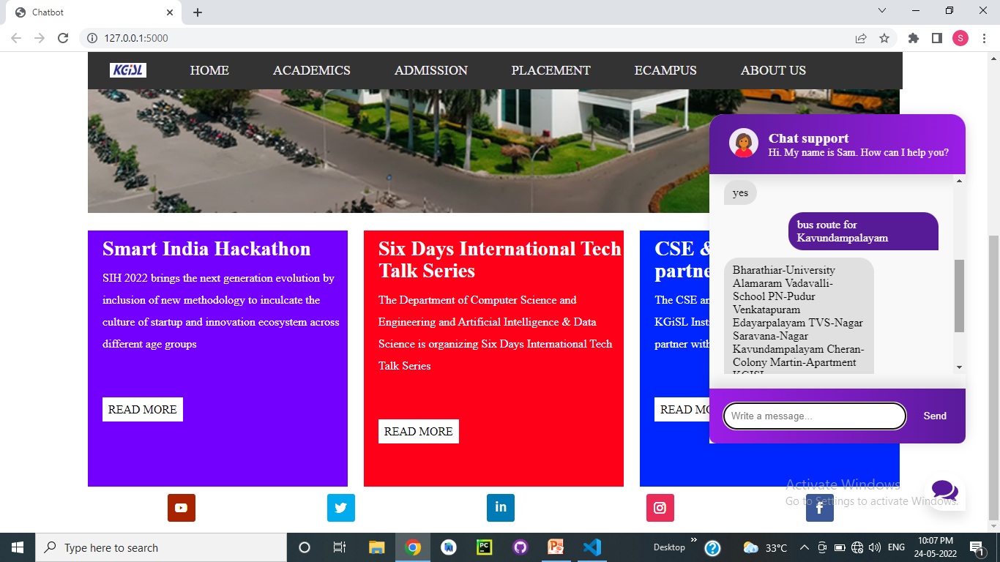 Chatbot
127.0.0.1:5000
S
KGiSL HOME ACADEMICS ADMISSION PLACEMENT ECAMPUS ABOUT US
Chat support
Hi. My name is Sam. How can I help you?
yes
bus route for
Kavundampalayam
Bharathiar-University
Alamaram Vadavalli-
School PN-Pudur
Venkatapuram
Edayarpalayam TVS-Nagar
Saravana-Nagar
Kavundampalayam Cheran-
Colony Martin-Apartment
KGISL
Write a message...
Send
Smart India Hackathon
SIH 2022 brings the next generation evolution by
inclusion of new methodology to inculcate the
culture of startup and innovation ecosystem across
different age groups
READ MORE
Six Days International Tech
Talk Series
The Department of Computer Science and
Engineering and Artificial Intelligence & Data
Science is organizing Six Days International Tech
Talk Series
READ MORE
CSE &
partne
The CSE an
KGiSL Inst
partner with
READ MO
Activate Windows
Go to Settings to activate Windows.
in
f
Type here to search
PC
P
Desktop
»
?
33°C
ENG
10:07 PM
24-05-2022
1